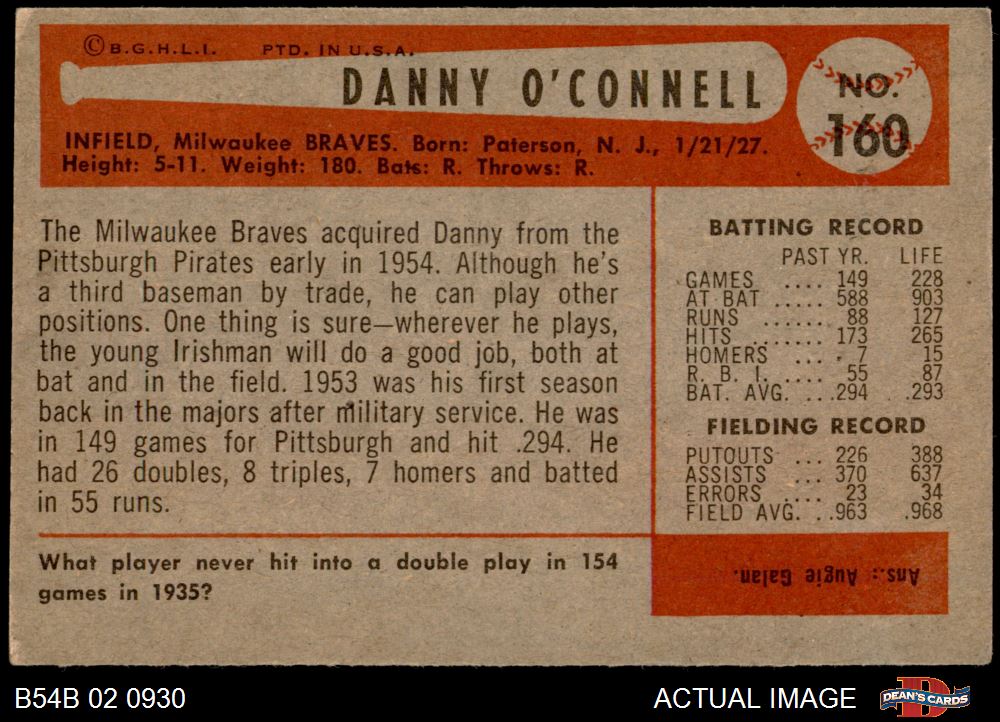 ©B.G.H.L.I. PTD. IN U.S.A.
DANNY O'CONNELL
NO.
160
INFIELD, Milwaukee BRAVES. Born: Paterson, N. J., 1/21/27.
Height: 5-11. Weight: 180. Bats: R. Throws: R.
The Milwaukee Braves acquired Danny from the
Pittsburgh Pirates early in 1954. Although he's
a third baseman by trade, he can play other
positions. One thing is sure—wherever he plays,
the young Irishman will do a good job, both at
bat and in the field. 1953 was his first season
back in the majors after military service. He was
in 149 games for Pittsburgh and hit .294. He
had 26 doubles, 8 triples, 7 homers and batted
in 55 runs.
BATTING RECORD
PAST YR. LIFE
GAMES .... 149 228
AT BAT ..... 588 903
RUNS ....... 88 127
HITS ........ 173 265
HOMERS ... 7 15
R. B. I. .... 55 87
BAT. AVG. ...294 .293
FIELDING RECORD
PUTOUTS ... 226 388
ASSISTS .... 370 637
ERRORS .... 23 34
FIELD AVG. ..963 .968
What player never hit into a double play in 154
games in 1935?
Ans.: Augie Galan.
B54B 02 0930 ACTUAL IMAGE DEAN'S CARDS